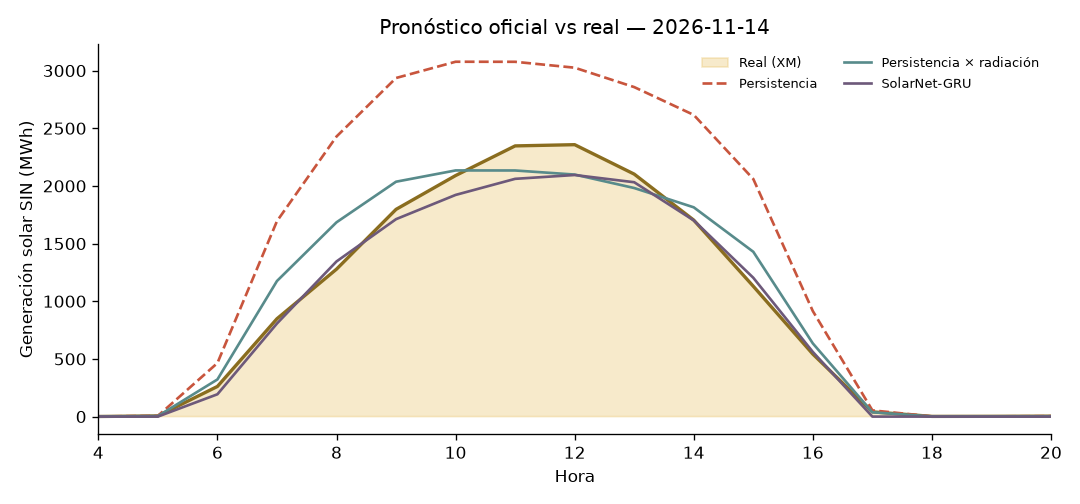 Pronóstico oficial vs real — 2026-11-14
Real (XM)
Persistencia
Persistencia × radiación
SolarNet-GRU
Generación solar SIN (MWh)
3000
2500
2000
1500
1000
500
0
4 6 8 10 12 14 16 18 20
Hora